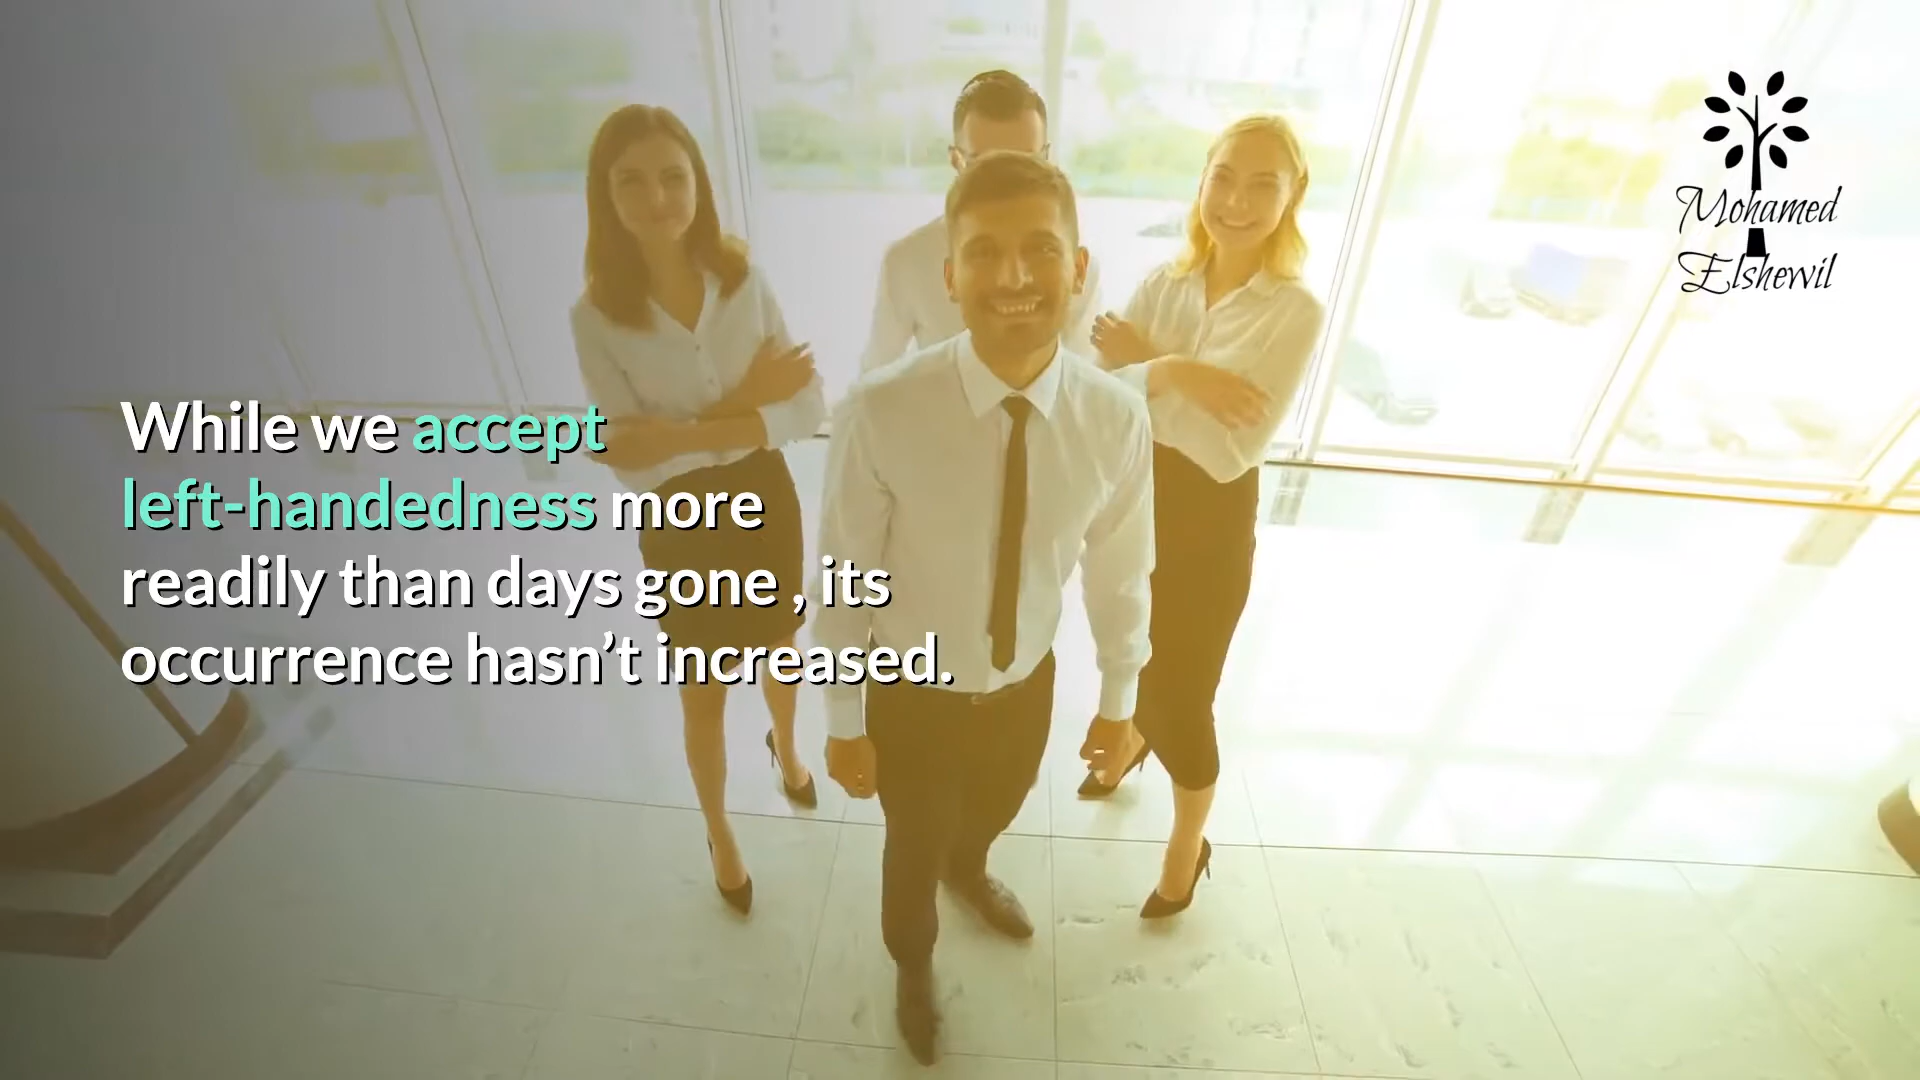 Mohamed
Elshewil
While we accept
left-handedness more
readily than days gone , its
occurrence hasn’t increased.